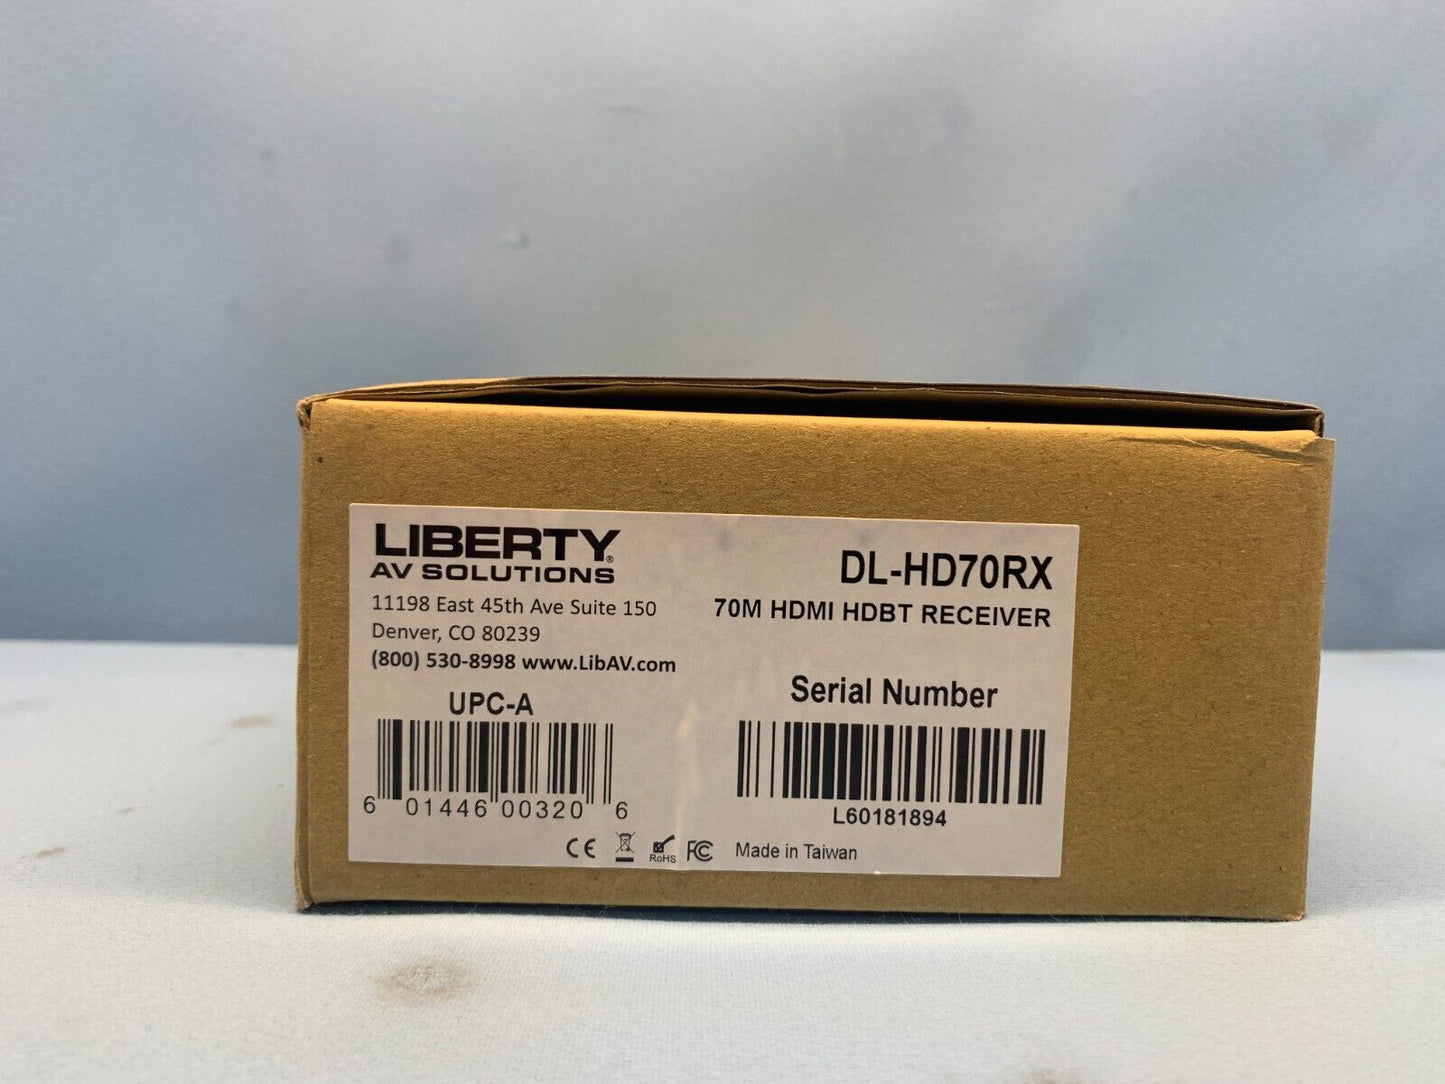 LIBERTY®
AV SOLUTIONS
11198 East 45th Ave Suite 150
Denver, CO 80239
(800) 530-8998 www.LibAV.com
DL-HD70RX
70M HDMI HDBT RECEIVER
UPC-A
6 01446 00320 6
Serial Number
L60181894
CE RoHS FC Made in Taiwan